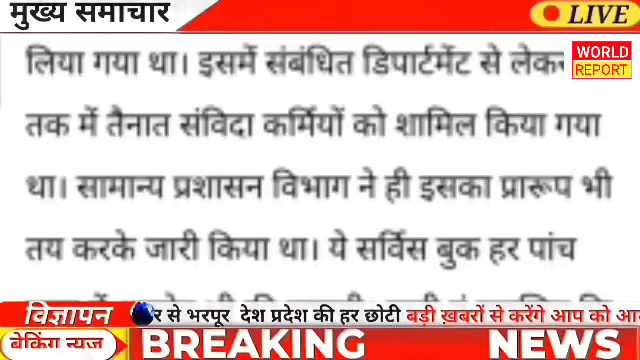 मुख्य समाचार
LIVE
WORLD
REPORT
लिया गया था। इसमें संबंधित डिपार्टमेंट से लेकर
तक में तैनात संविदा कर्मियों को शामिल किया गया
था। सामान्य प्रशासन विभाग ने ही इसका प्रारूप भी
तय करके जारी किया था। ये सर्विस बुक हर पांच
विज्ञापन
से भरपूर देश प्रदेश की हर छोटी बड़ी ख़बरों से करेंगे आप को
बेकिंग न्यज
BREAKING NEWS